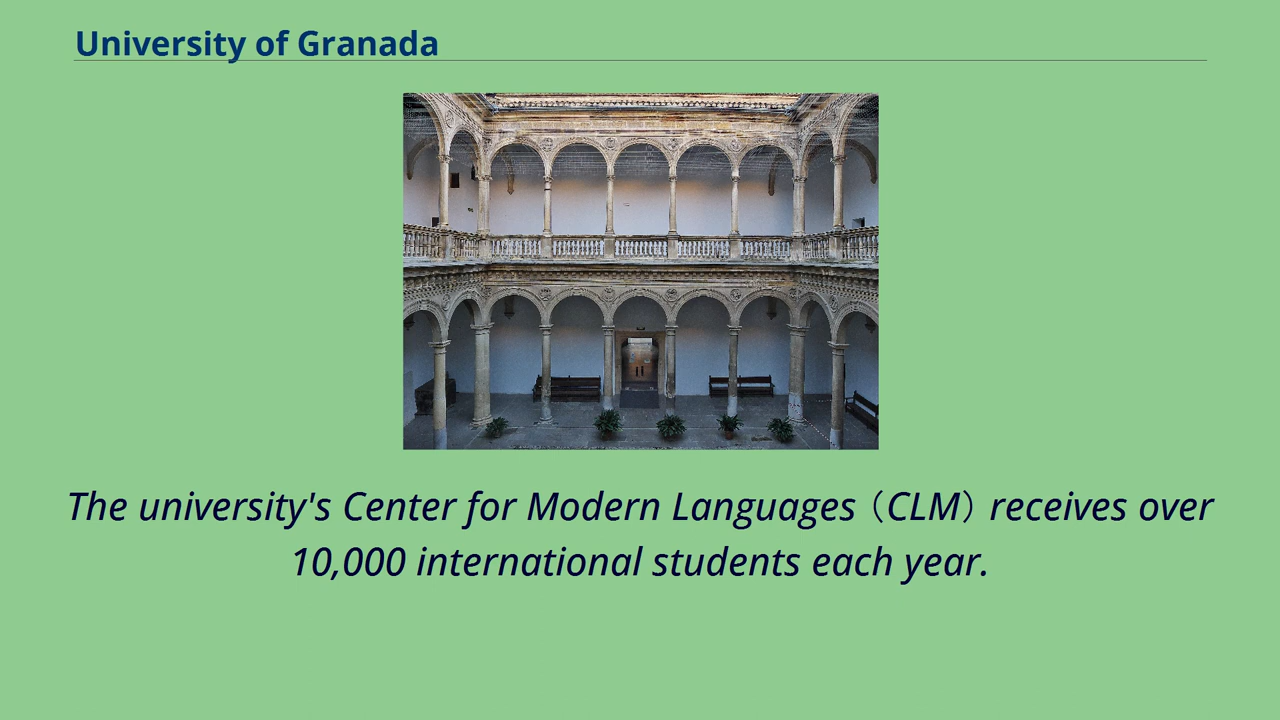 University of Granada
The university's Center for Modern Languages（CLM）receives over
10,000 international students each year.